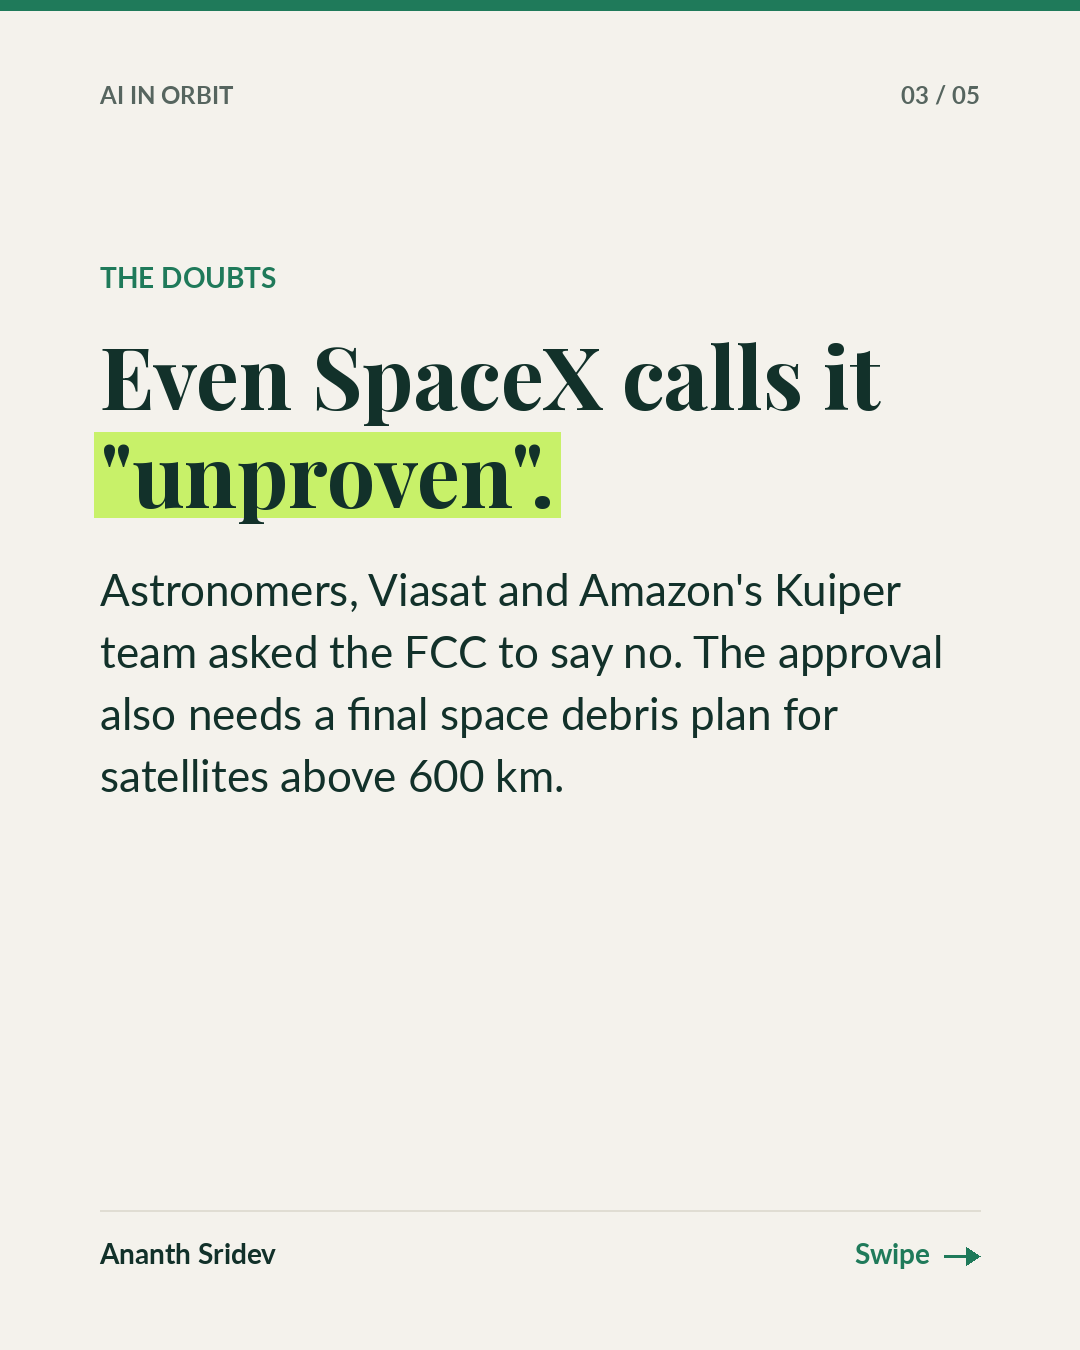 AI IN ORBIT
03 / 05
THE DOUBTS
Even SpaceX calls it
"unproven".
Astronomers, Viasat and Amazon's Kuiper
team asked the FCC to say no. The approval
also needs a final space debris plan for
satellites above 600 km.
Ananth Sridev
Swipe →